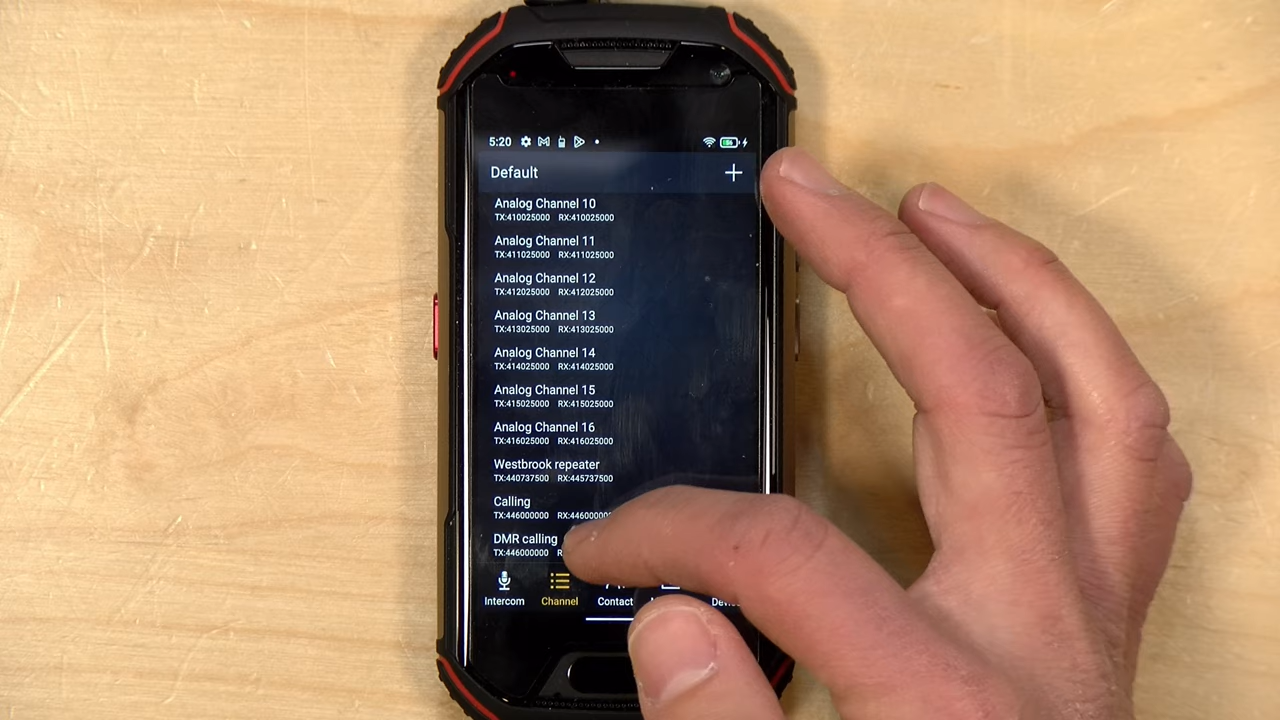 5:20
Default
Analog Channel 10
TX:410025000 RX:410025000
Analog Channel 11
TX:411025000 RX:411025000
Analog Channel 12
TX:412025000 RX:412025000
Analog Channel 13
TX:413025000 RX:413025000
Analog Channel 14
TX:414025000 RX:414025000
Analog Channel 15
TX:415025000 RX:415025000
Analog Channel 16
TX:416025000 RX:416025000
Westbrook repeater
TX:440737500 RX:445737500
Calling
TX:446000000 RX:446000000
DMR calling
TX:446000000
Intercom Channel Contact